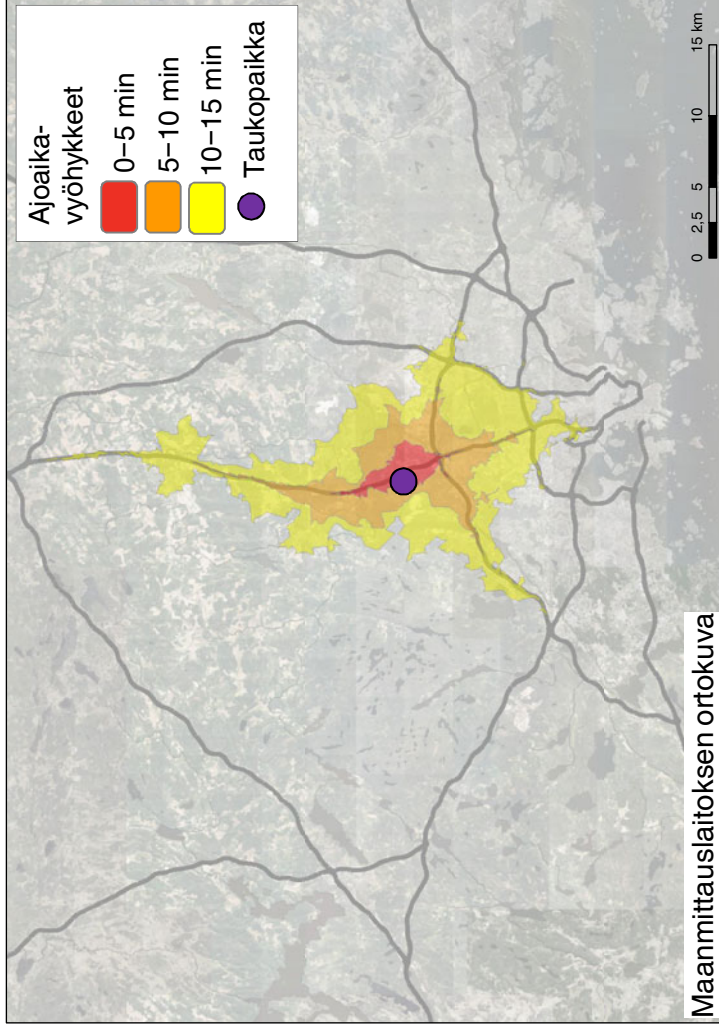 Ajoaika-
vyöhykkeet
0−5 min
5−10 min
10−15 min
Taukopaikka
0 2,5 5 10 15 km
Maanmittauslaitoksen ortokuva